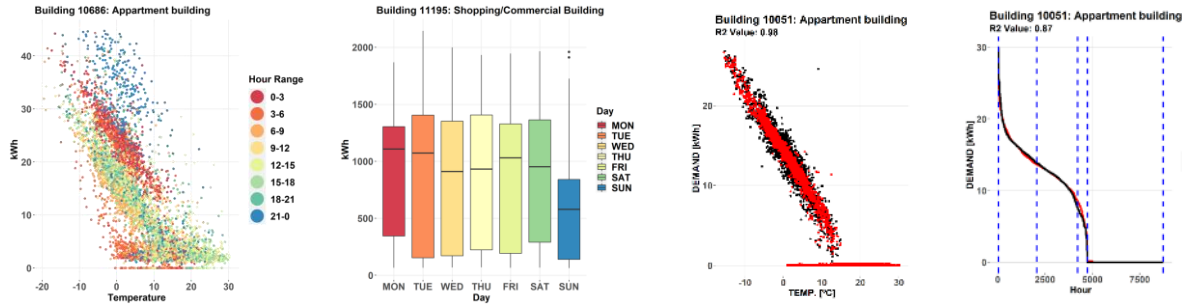 Building 10686: Appartment building
40
30
20
10
0
kWh
-20
-10
0
10
20
30
Temperature
Hour Range
0-3
3-6
6-9
9-12
12-15
15-18
18-21
21-0
Building 11195: Shopping/Commercial Building
2000
1500
1000
500
0
kWh
MON
TUE
WED
THU
FRI
SAT
SUN
Day
Day
MON
TUE
WED
THU
FRI
SAT
SUN
Building 10051: Appartment building
R2 Value: 0.98
20
10
0
DEMAND [kWh]
-10
0
10
20
30
TEMP. [ºC]
Building 10051: Appartment building
R2 Value: 0.87
30
20
10
0
DEMAND [kWh]
0
2500
5000
7500
Hour